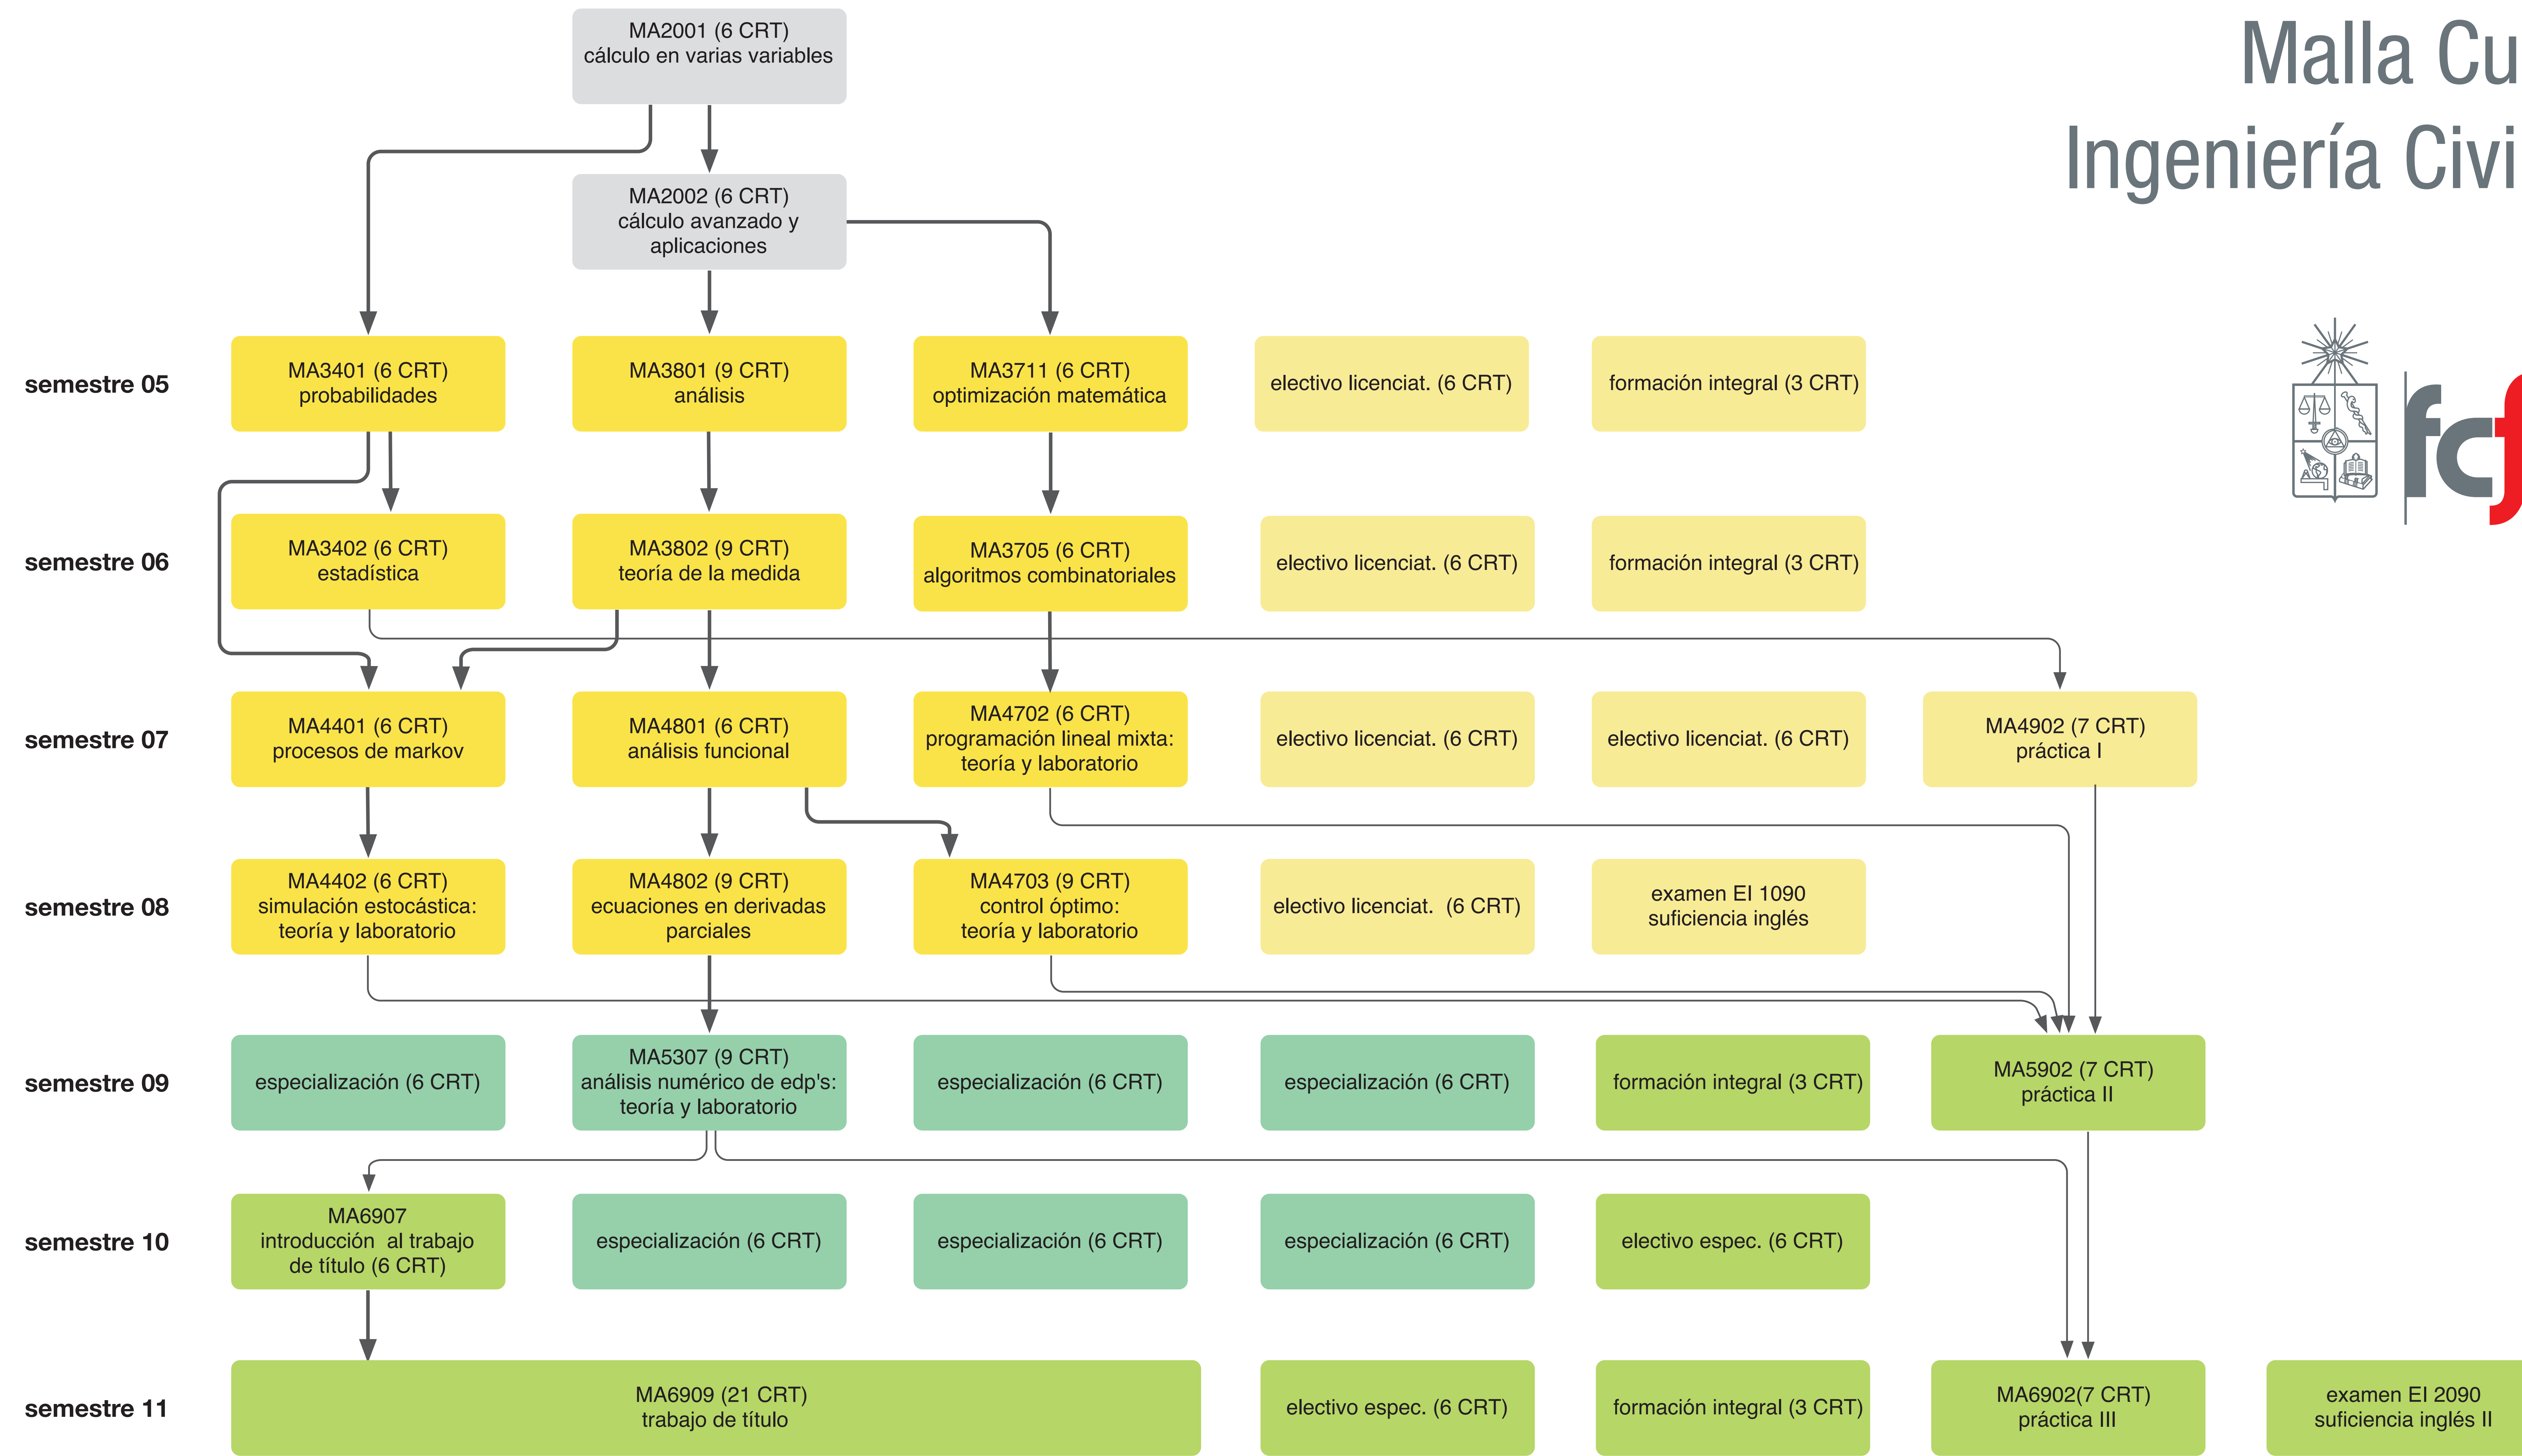 Malla Cu
Ingeniería Civi
MA2001 (6 CRT)
cálculo en varias variables
MA2002 (6 CRT)
cálculo avanzado y
aplicaciones
fcf
semestre 05
MA3401 (6 CRT)
probabilidades
MA3801 (9 CRT)
análisis
MA3711 (6 CRT)
optimización matemática
electivo licenciat. (6 CRT)
formación integral (3 CRT)
semestre 06
MA3402 (6 CRT)
estadística
MA3802 (9 CRT)
teoría de la medida
MA3705 (6 CRT)
algoritmos combinatoriales
electivo licenciat. (6 CRT)
formación integral (3 CRT)
semestre 07
MA4401 (6 CRT)
procesos de markov
MA4801 (6 CRT)
análisis funcional
MA4702 (6 CRT)
programación lineal mixta:
teoría y laboratorio
electivo licenciat. (6 CRT)
electivo licenciat. (6 CRT)
MA4902 (7 CRT)
práctica I
semestre 08
MA4402 (6 CRT)
simulación estocástica:
teoría y laboratorio
MA4802 (9 CRT)
ecuaciones en derivadas
parciales
MA4703 (9 CRT)
control óptimo:
teoría y laboratorio
electivo licenciat.  (6 CRT)
examen EI 1090
suficiencia inglés
semestre 09
especialización (6 CRT)
MA5307 (9 CRT)
análisis numérico de edp's:
teoría y laboratorio
especialización (6 CRT)
especialización (6 CRT)
formación integral (3 CRT)
MA5902 (7 CRT)
práctica II
semestre 10
MA6907
introducción  al trabajo
de título (6 CRT)
especialización (6 CRT)
especialización (6 CRT)
especialización (6 CRT)
electivo espec. (6 CRT)
semestre 11
MA6909 (21 CRT)
trabajo de título
electivo espec. (6 CRT)
formación integral (3 CRT)
MA6902(7 CRT)
práctica III
examen EI 2090
suficiencia inglés II